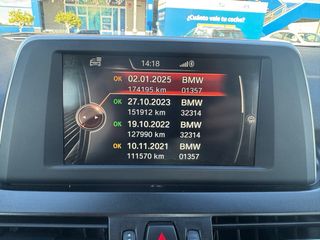 ¿Cuánto vale tu coche?
14:18
OK 02.01.2025 BMW
174195 km 01357
OK 27.10.2023 BMW
151912 km 32314
OK 19.10.2022 BMW
127990 km 32314
OK 10.11.2021 BMW
111570 km 01357